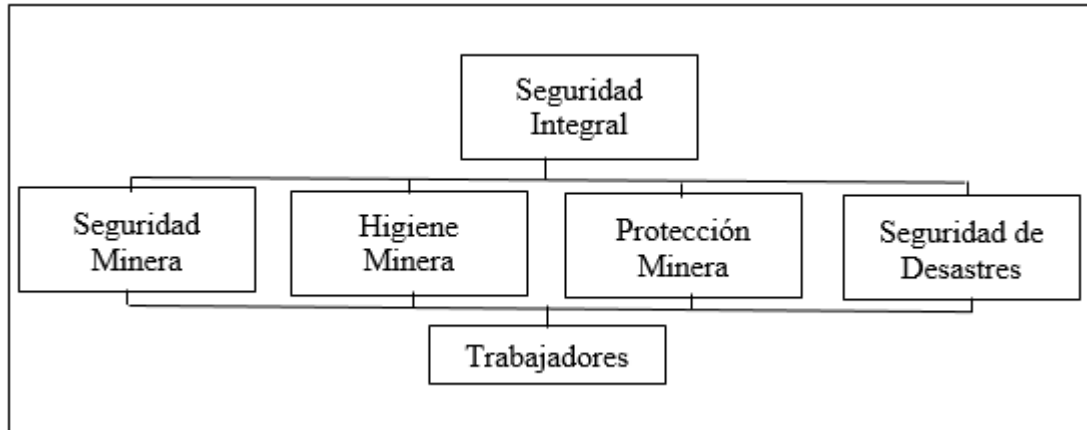 Seguridad
Integral
Seguridad
Minera
Higiene
Minera
Protección
Minera
Seguridad de
Desastres
Trabajadores